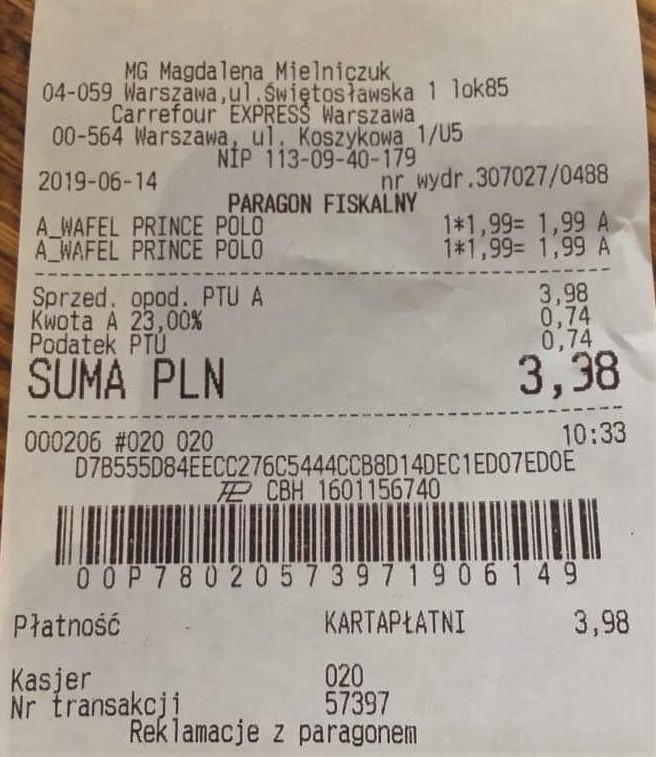 MG Magdalena Mielniczuk
04-059 Warszawa,ul.Świętosławska 1 lok85
Carrefour EXPRESS Warszawa
00-564 Warszawa, ul. Koszykowa 1/U5
NIP 113-09-40-179
2019-06-14 nr wydr.307027/0488
PARAGON FISKALNY
A_WAFEL PRINCE POLO 1*1,99= 1,99 A
A_WAFEL PRINCE POLO 1*1,99= 1,99 A
Sprzed. opod. PTU A 3,98
Kwota A 23,00% 0,74
Podatek PTU 0,74
SUMA PLN 3,98
000206 #020 020 10:33
D7B555D84EECC276C5444CCB8D14DEC1ED07ED0E
CBH 1601156740
00P78020573971906149
Płatność KARTAPŁATNI 3,98
Kasjer 020
Nr transakcji 57397
Reklamacje z paragonem